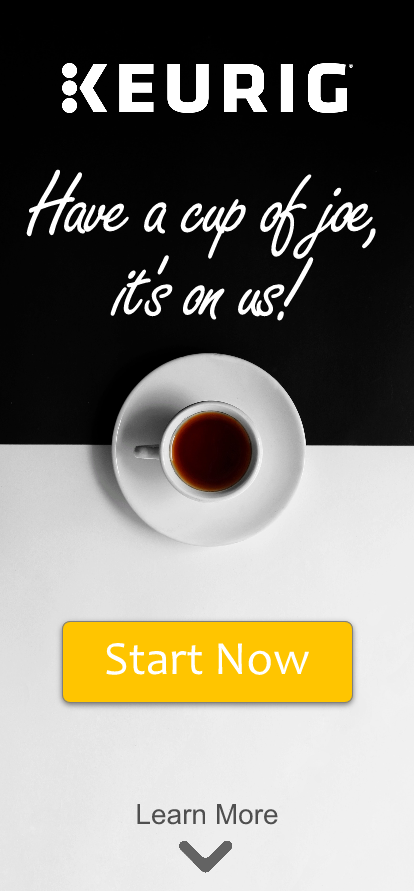 KEURIG
Have a cup of joe,
it's on us!
Start Now
Learn More